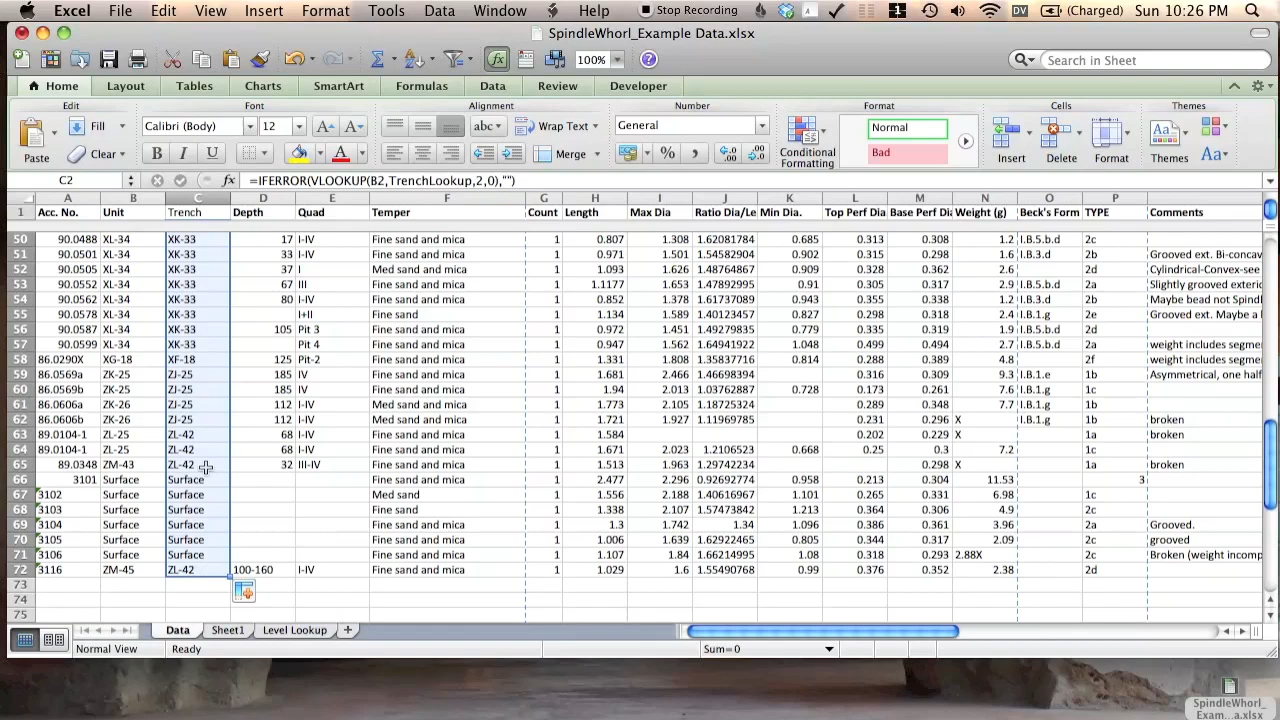 Excel File Edit View Insert Format Tools Data Window Help Stop Recording 1 DV (Charged) Sun 10:26 PM
SpindleWhorl_Example Data.xlsx
100% Search in Sheet
Home Layout Tables Charts SmartArt Formulas Data Review Developer
Edit Font Alignment Number Format Cells Themes
Fill Calibri (Body) 12 A A abc Wrap Text General Normal
Paste Clear B I U A Merge % , .0 .00 .00 .0 Conditional Formatting Bad Insert Delete Format Themes Aa
C2 fx =IFERROR(VLOOKUP(B2,TrenchLookup,2,0),"")
A B C D E F G H I J K L M N O P
1 Acc. No. Unit Trench Depth Quad Temper Count Length Max Dia Ratio Dia/Le Min Dia. Top Perf Dia Base Perf Di Weight (g) Beck's Form TYPE Comments
50 90.0488 XL-34 XK-33 17 I-IV Fine sand and mica 1 0.807 1.308 1.62081784 0.685 0.313 0.308 1.2 I.B.5.b.d 2c
51 90.0501 XL-34 XK-33 33 I-IV Fine sand and mica 1 0.971 1.501 1.54582904 0.902 0.315 0.298 1.6 I.B.3.d 2b Grooved ext. Bi-concav
52 90.0505 XL-34 XK-33 37 I Med sand and mica 1 1.093 1.626 1.48764867 0.909 0.328 0.362 2.6 2d Cylindrical-Convex-see
53 90.0552 XL-34 XK-33 67 III Fine sand and mica 1 1.1177 1.653 1.47892995 0.91 0.305 0.317 2.9 I.B.5.b.d 2c Slightly grooved exterio
54 90.0562 XL-34 XK-33 80 I-IV Fine sand and mica 1 0.852 1.378 1.61737089 0.943 0.355 0.338 1.2 I.B.3.d 2b Maybe bead not Spind
55 90.0578 XL-34 XK-33 I+II Fine sand 1 1.134 1.589 1.40123457 0.827 0.298 0.318 2.4 I.B.1.g 2e Grooved ext. Maybe a
56 90.0587 XL-34 XK-33 105 Pit 3 Fine sand and mica 1 0.972 1.451 1.49279835 0.779 0.335 0.319 1.9 I.B.5.b.d 2d
57 90.0599 XL-34 XK-33 Pit 4 Fine sand and mica 1 0.947 1.562 1.64941922 1.048 0.499 0.494 2.7 I.B.5.b.d 2a weight includes segmen
58 86.0290X XG-18 XF-18 125 Pit-2 Fine sand and mica 1 1.331 1.808 1.35837716 0.814 0.288 0.389 4.8 2f weight includes segmen
59 86.0569a ZK-25 ZJ-25 185 IV Fine sand and mica 1 1.681 2.466 1.46698394 0.316 0.309 9.3 I.B.1.e 1b Asymmetrical, one half
60 86.0569b ZK-25 ZJ-25 185 IV Fine sand and mica 1 1.94 2.013 1.03762887 0.728 0.173 0.261 7.6 I.B.1.g 1c
61 86.0606a ZK-26 ZJ-25 112 I-IV Med sand and mica 1 1.773 2.105 1.18725324 0.289 0.348 7.7 I.B.1.g 1b
62 86.0606b ZK-26 ZJ-25 112 I-IV Med sand and mica 1 1.721 1.927 1.11969785 0.231 0.296 X I.B.1.g 1b broken
63 89.0104-1 ZL-25 ZL-42 68 I-IV Fine sand and mica 1 1.584 0.202 0.229 X 1a broken
64 89.0104-1 ZL-25 ZL-42 68 I-IV Fine sand and mica 1 1.671 2.023 1.2106523 0.668 0.25 0.3 7.2 1c
65 89.0348 ZM-43 ZL-42 32 III-IV Fine sand and mica 1 1.513 1.963 1.29742234 0.298 X 1a broken
66 3101 Surface Surface Fine sand and mica 1 2.477 2.296 0.92692774 0.958 0.213 0.304 11.53 3
67 3102 Surface Surface Med sand 1 1.556 2.188 1.40616967 1.101 0.265 0.331 6.98 1c
68 3103 Surface Surface Fine sand 1 1.338 2.107 1.57473842 1.213 0.364 0.306 4.9 2c
69 3104 Surface Surface Fine sand and mica 1 1.3 1.742 1.34 1.096 0.386 0.361 3.96 2a Grooved.
70 3105 Surface Surface Fine sand and mica 1 1.006 1.639 1.62922465 0.805 0.344 0.317 2.09 2c grooved
71 3106 Surface Surface Fine sand and mica 1 1.107 1.84 1.66214995 1.08 0.318 0.293 2.88X 2c Broken (weight incomp
72 3116 ZM-45 ZL-42 100-160 I-IV Fine sand and mica 1 1.029 1.6 1.55490768 0.99 0.376 0.352 2.38 2d
73
74
75
Data Sheet1 Level Lookup +
Normal View Ready Sum=0
SpindleWhorl_
Exam...a.xlsx